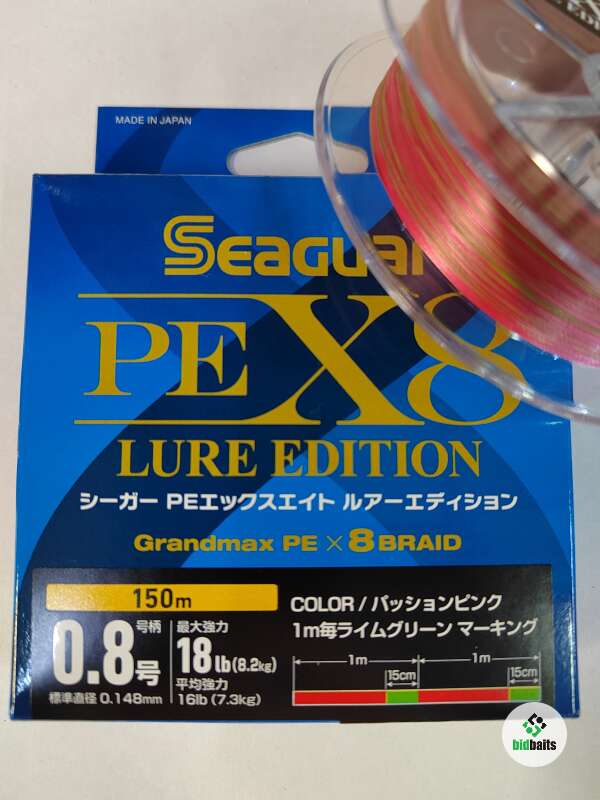 MADE IN JAPAN
Seaguar
PE X8
LURE EDITION
シーガー PEエックスエイト ルアーエディション
Grandmax PE × 8 BRAID
150m
0.8号
号柄
標準直径 0.148mm
最大強力
18lb(8.2kg)
平均強力
16lb (7.3kg)
COLOR / パッションピンク
1m毎ライムグリーン マーキング
1m 1m
15cm 15cm
bidbaits